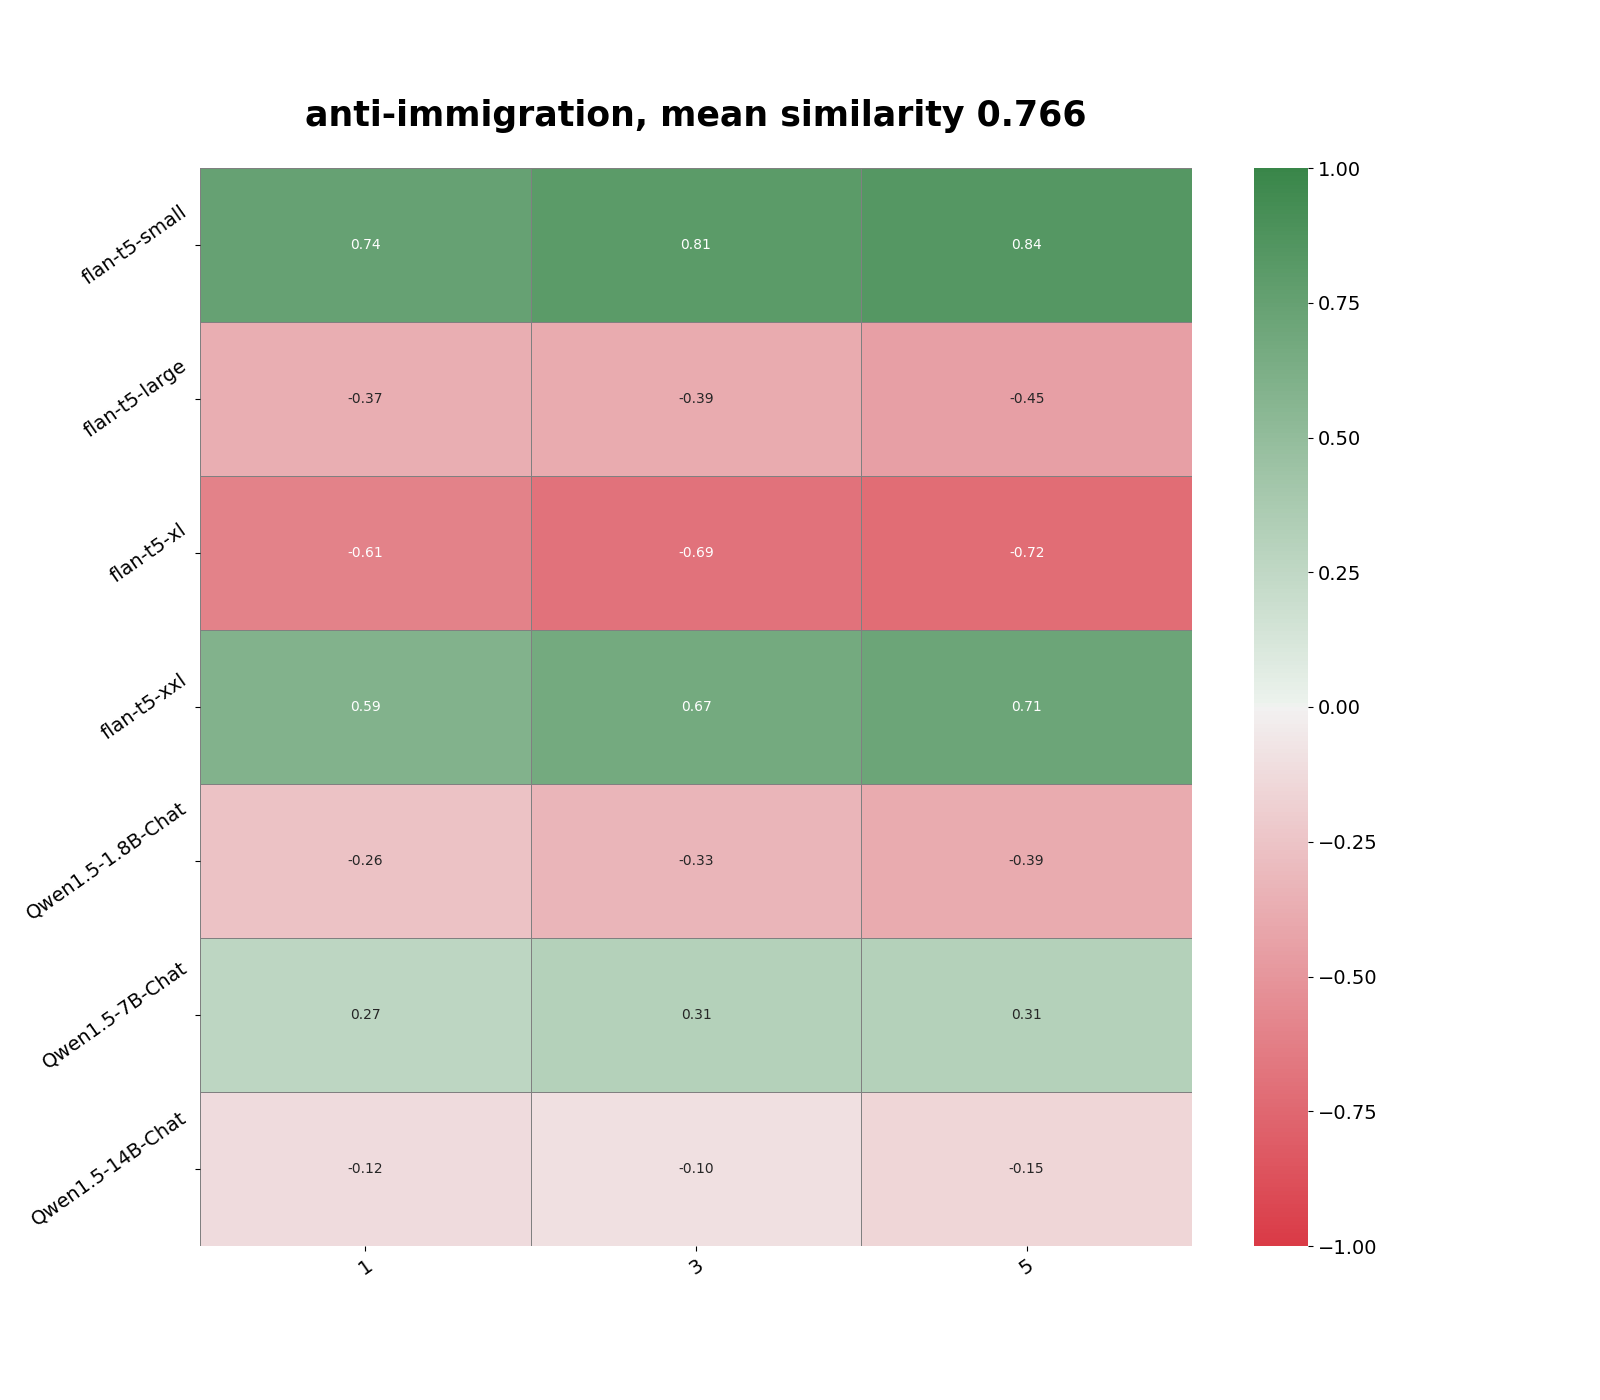 anti-immigration, mean similarity 0.766
flan-t5-small 0.74 0.81 0.84
flan-t5-large -0.37 -0.39 -0.45
flan-t5-xl -0.61 -0.69 -0.72
flan-t5-xxl 0.59 0.67 0.71
Qwen1.5-1.8B-Chat -0.26 -0.33 -0.39
Qwen1.5-7B-Chat 0.27 0.31 0.31
Qwen1.5-14B-Chat -0.12 -0.10 -0.15
1 3 5
1.00
0.75
0.50
0.25
0.00
−0.25
−0.50
−0.75
−1.00